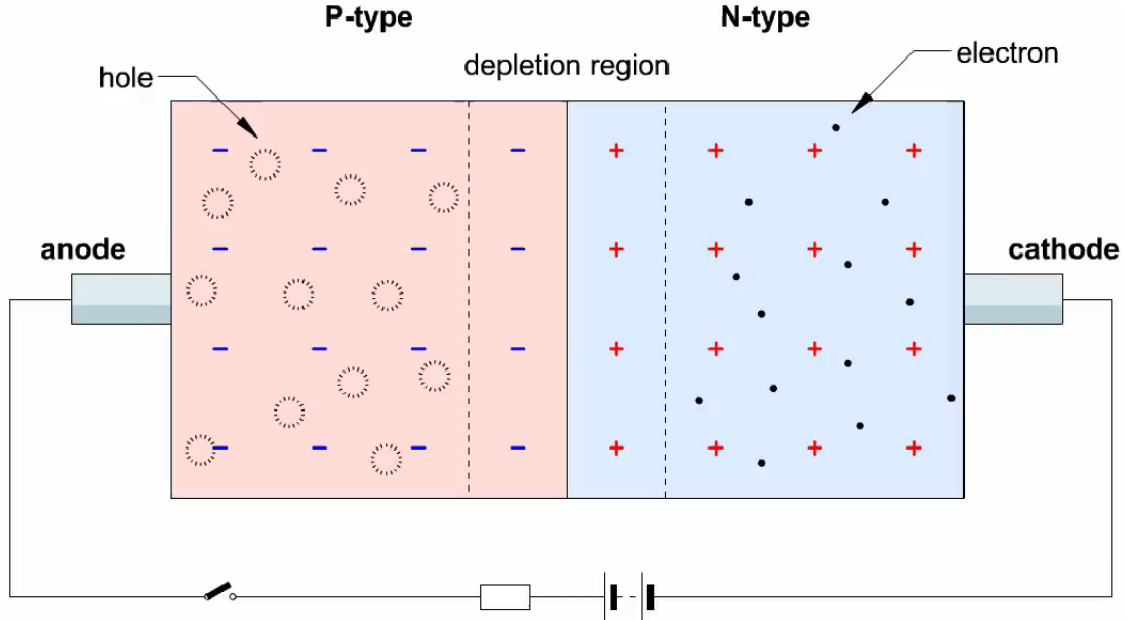 P-type
N-type
hole
depletion region
electron
anode
cathode